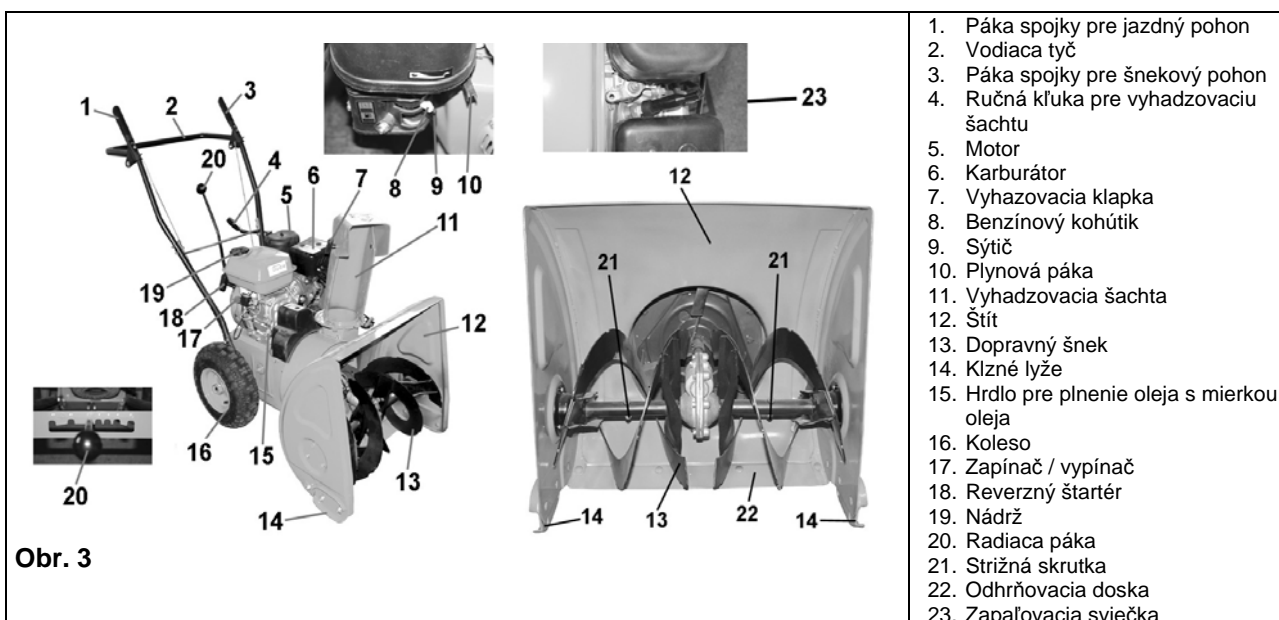 1
2
3
20
4
5
6
7
8
9
10
11
19
18
17
12
16
15
13
14
20
23
12
21
21
14
13
22
14
Obr. 3
1. Páka spojky pre jazdný pohon
2. Vodiaca tyč
3. Páka spojky pre šnekový pohon
4. Ručná kľuka pre vyhadzovaciu
šachtu
5. Motor
6. Karburátor
7. Vyhazovacia klapka
8. Benzínový kohútik
9. Sýtič
10. Plynová páka
11. Vyhadzovacia šachta
12. Štít
13. Dopravný šnek
14. Klzné lyže
15. Hrdlo pre plnenie oleja s mierkou
oleja
16. Koleso
17. Zapínač / vypínač
18. Reverzný štartér
19. Nádrž
20. Radiaca páka
21. Strižná skrutka
22. Odhrňovacia doska
23. Zapaľovacia sviečka